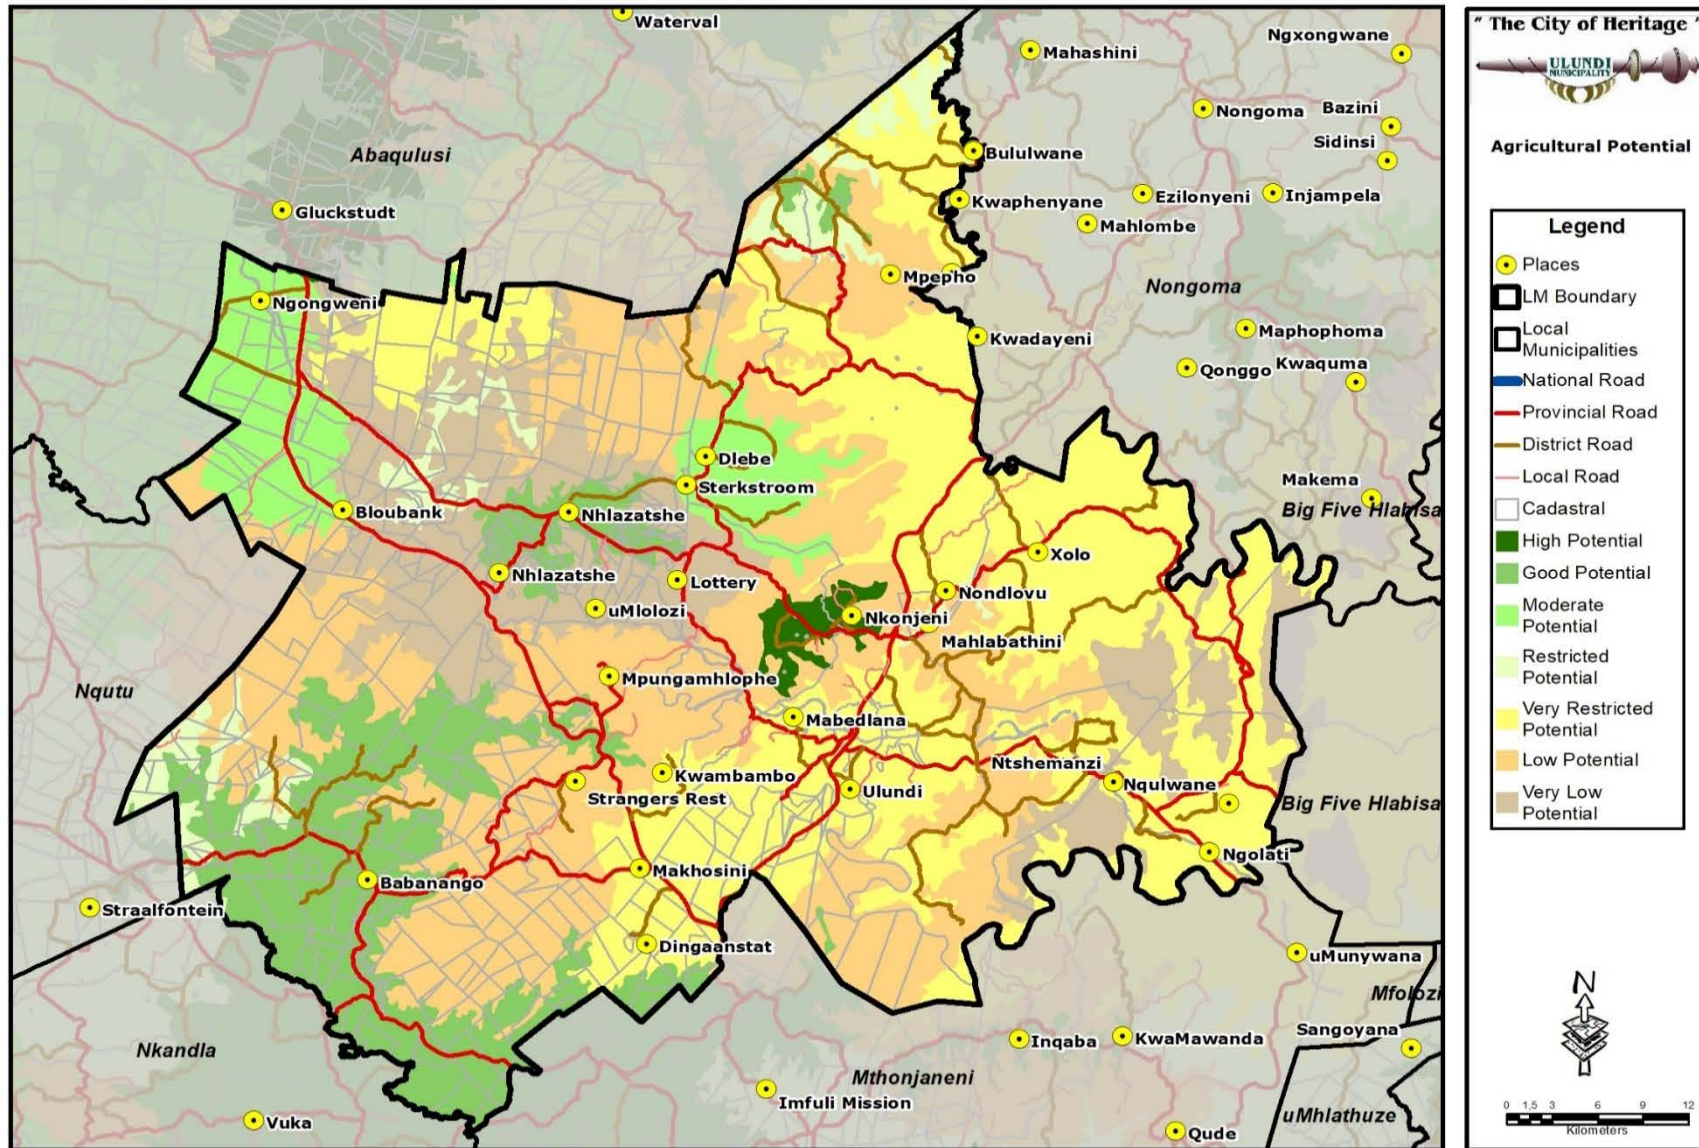 Waterval
Mahashini
Ngxongwane
Nongoma
Bazini
Sidinsi
Abaqulusi
Bululwane
Gluckstudt
Kwaphenyane
Ezilonyeni
Injampela
Mahlombe
Mpepho
Nongoma
Ngongweni
Kwadayeni
Maphophoma
Qonggo
Kwaquma
Dlebe
Sterkstroom
Makema
Big Five Hlabisa
Bloubank
Nhlazatshe
Xolo
Nhlazatshe
Lottery
Nondlovu
uMlolozi
Nkonjeni
Mahlabathini
Nqutu
Mpungamhlophe
Mabedlana
Ntshemanzi
Kwambambo
Nqulwane
Strangers Rest
Ulundi
Big Five Hlabisa
Ngolati
Makhosini
Babanango
Straalfontein
Dingaanstat
uMunywana
Mfolozi
Sangoyana
Inqaba
KwaMawanda
Nkandla
Mthonjaneni
Imfuli Mission
uMhlathuze
Vuka
Qude
" The City of Heritage "
ULUNDI
MUNICIPALITY
Agricultural Potential
Legend
Places
LM Boundary
Local
Municipalities
National Road
Provincial Road
District Road
Local Road
Cadastral
High Potential
Good Potential
Moderate
Potential
Restricted
Potential
Very Restricted
Potential
Low Potential
Very Low
Potential
N
0 1,5 3 6 9 12
Kilometers